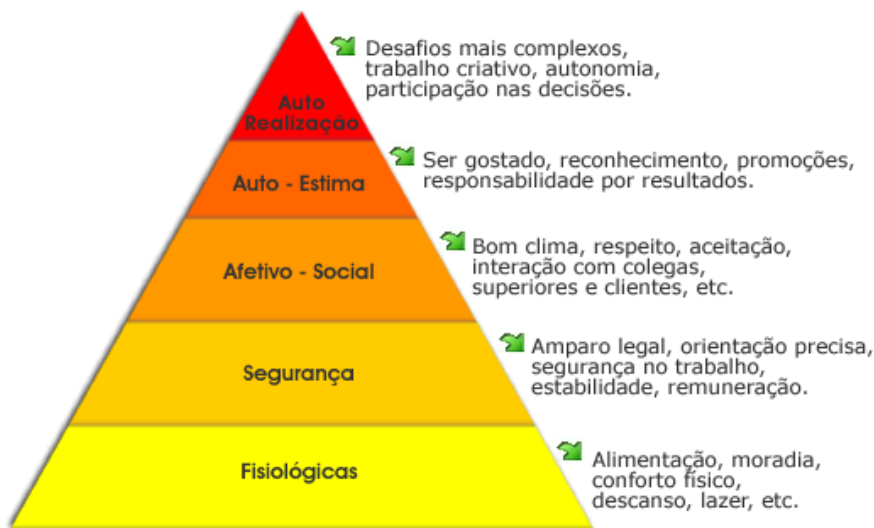 Desafios mais complexos,
trabalho criativo, autonomia,
participação nas decisões.
Auto
Realização
Ser gostado, reconhecimento, promoções,
responsabilidade por resultados.
Auto - Estima
Bom clima, respeito, aceitação,
interação com colegas,
superiores e clientes, etc.
Afetivo - Social
Amparo legal, orientação precisa,
segurança no trabalho,
estabilidade, remuneração.
Segurança
Alimentação, moradia,
conforto físico,
descanso, lazer, etc.
Fisiológicas